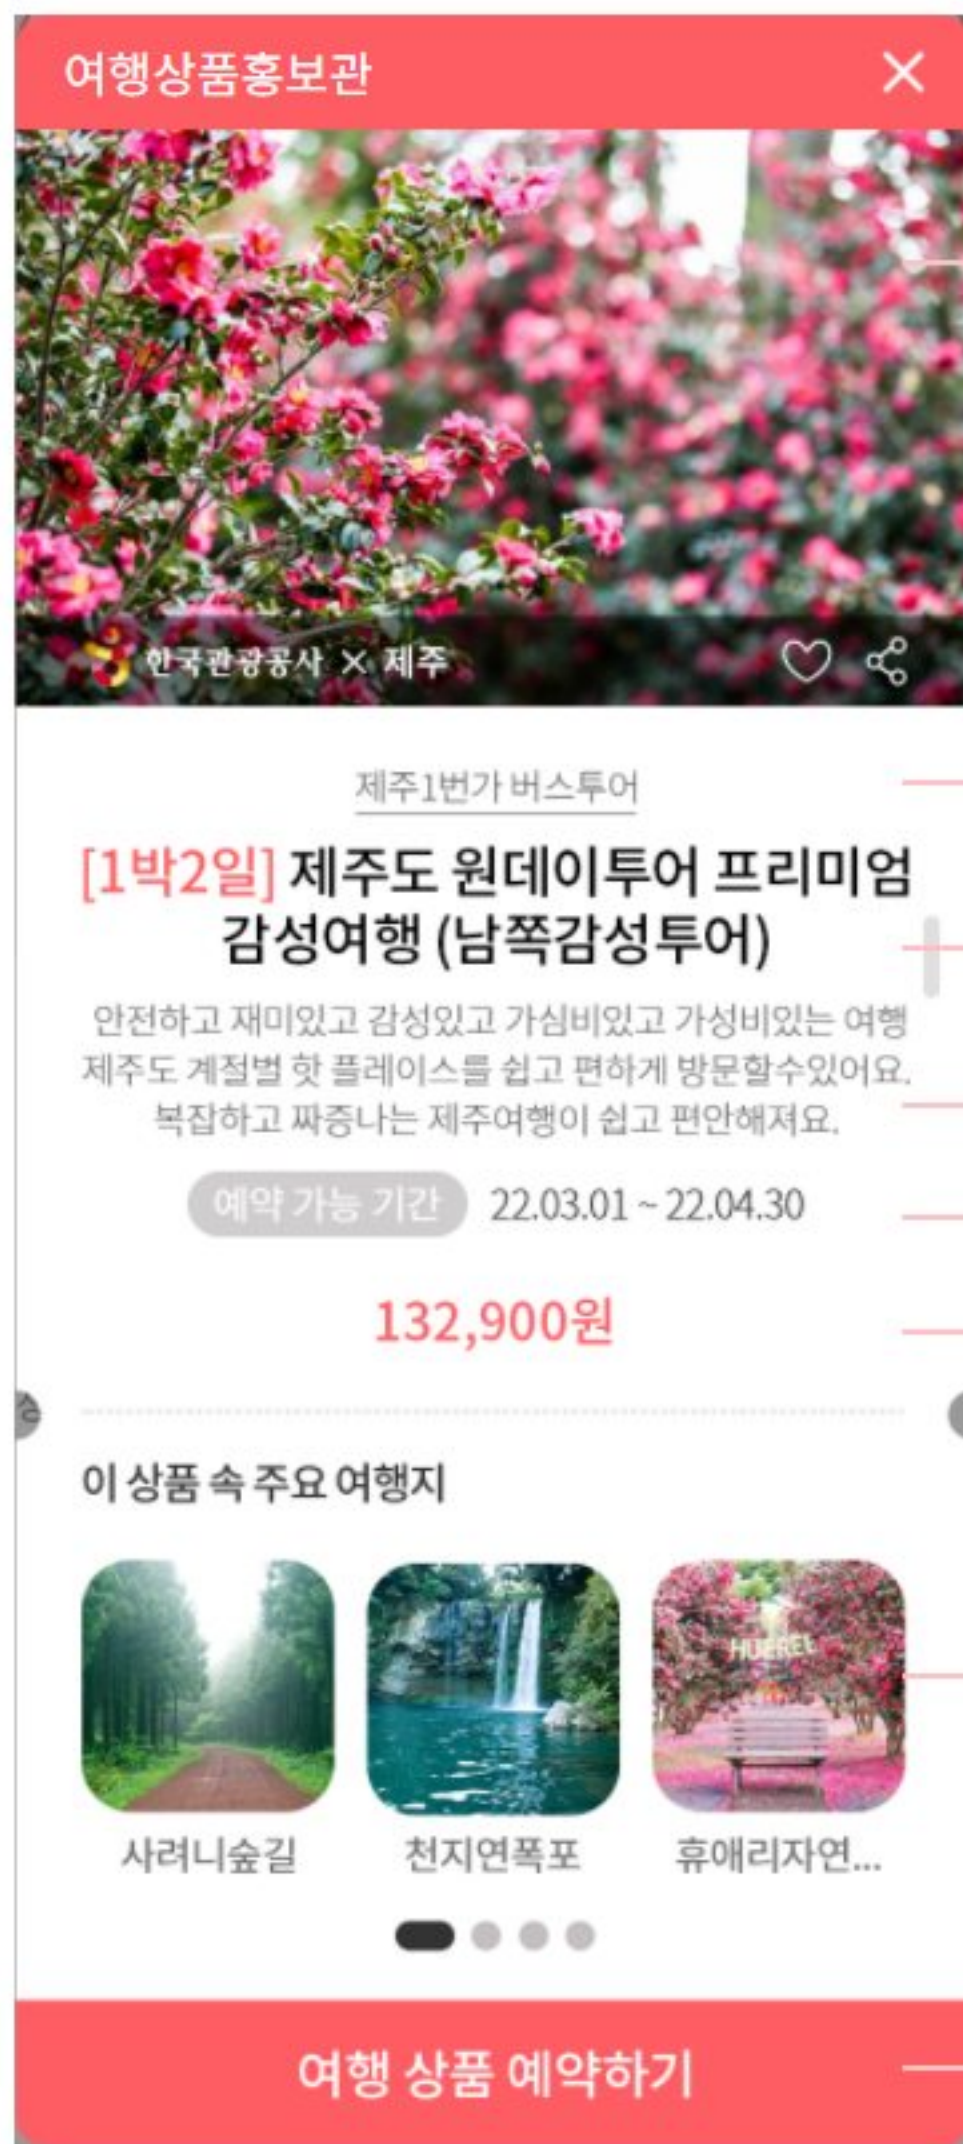 여행상품홍보관
한국관광공사 × 제주
제주1번가 버스투어
[1박2일] 제주도 원데이투어 프리미엄
감성여행 (남쪽감성투어)
안전하고 재미있고 감성있고 가심비있고 가성비있는 여행
제주도 계절벌 핫 플레이스를 쉽고 편하게 방문할수있어요.
복잡하고 짜증나는 제주여행이 쉽고 편안해져요.
예약 가능 기간 22.03.01 ~ 22.04.30
132,900원
이 상품 속 주요 여행지
사려니숲길 천지연폭포 휴애리자연...
여행 상품 예약하기